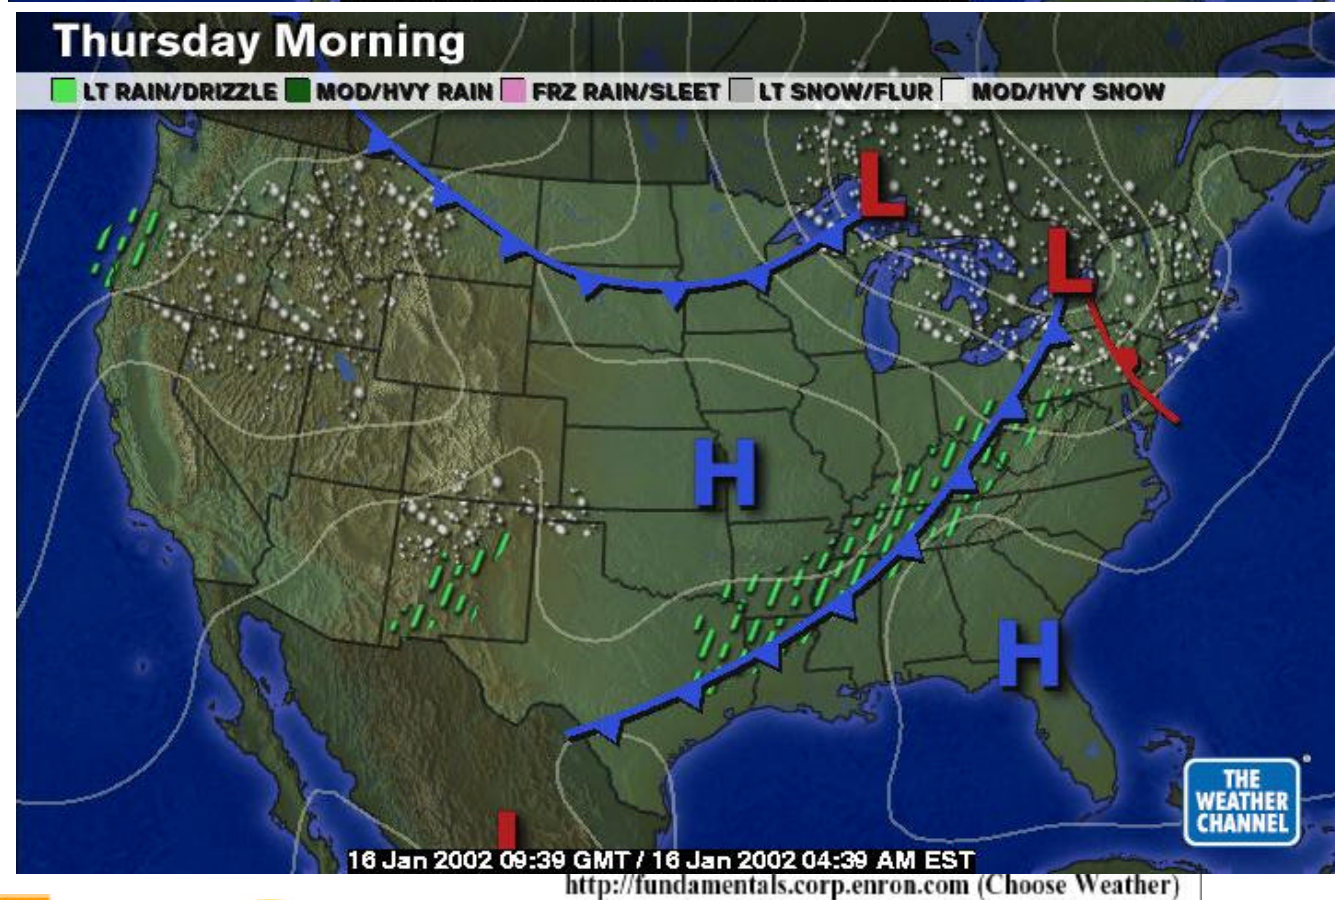 Thursday Morning
LT RAIN/DRIZZLE MOD/HVY RAIN FRZ RAIN/SLEET LT SNOW/FLUR MOD/HVY SNOW
L
L
H
H
THE
WEATHER
CHANNEL
L
16 Jan 2002 09:39 GMT / 16 Jan 2002 04:39 AM EST
http://fundamentals.corp.enron.com (Choose Weather)